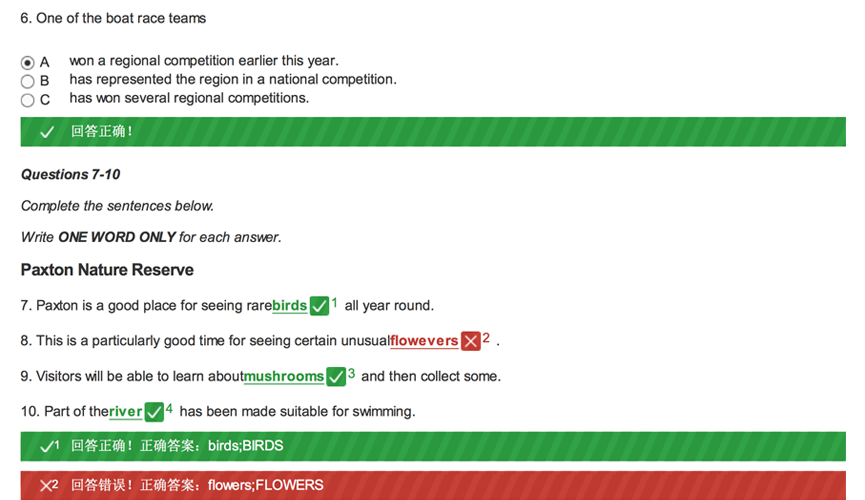 6. One of the boat race teams
A won a regional competition earlier this year.
B has represented the region in a national competition.
C has won several regional competitions.
回答正确！
Questions 7-10
Complete the sentences below.
Write ONE WORD ONLY for each answer.
Paxton Nature Reserve
7. Paxton is a good place for seeing rarebirds 1 all year round.
8. This is a particularly good time for seeing certain unusualflowevers 2 .
9. Visitors will be able to learn aboutmushrooms 3 and then collect some.
10. Part of theriver 4 has been made suitable for swimming.
1 回答正确！正确答案：birds;BIRDS
2 回答错误！正确答案：flowers;FLOWERS